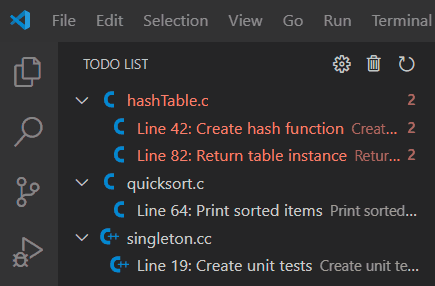 File Edit Selection View Go Run Terminal
TODO LIST
hashTable.c 2
Line 42: Create hash function Creat... 2
Line 82: Return table instance Retur... 2
quicksort.c
Line 64: Print sorted items Print sorted...
singleton.cc
Line 19: Create unit tests Create unit te...